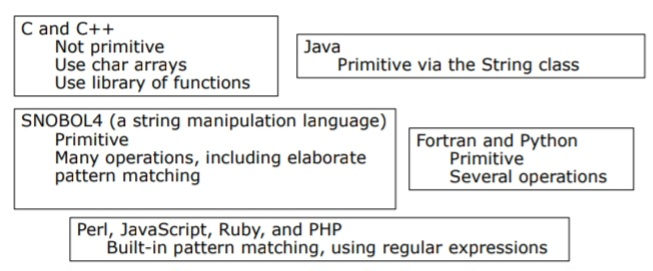 C and C++
Not primitive
Use char arrays
Use library of functions
Java
Primitive via the String class
SNOBOL4 (a string manipulation language)
Primitive
Many operations, including elaborate
pattern matching
Fortran and Python
Primitive
Several operations
Perl, JavaScript, Ruby, and PHP
Built-in pattern matching, using regular expressions